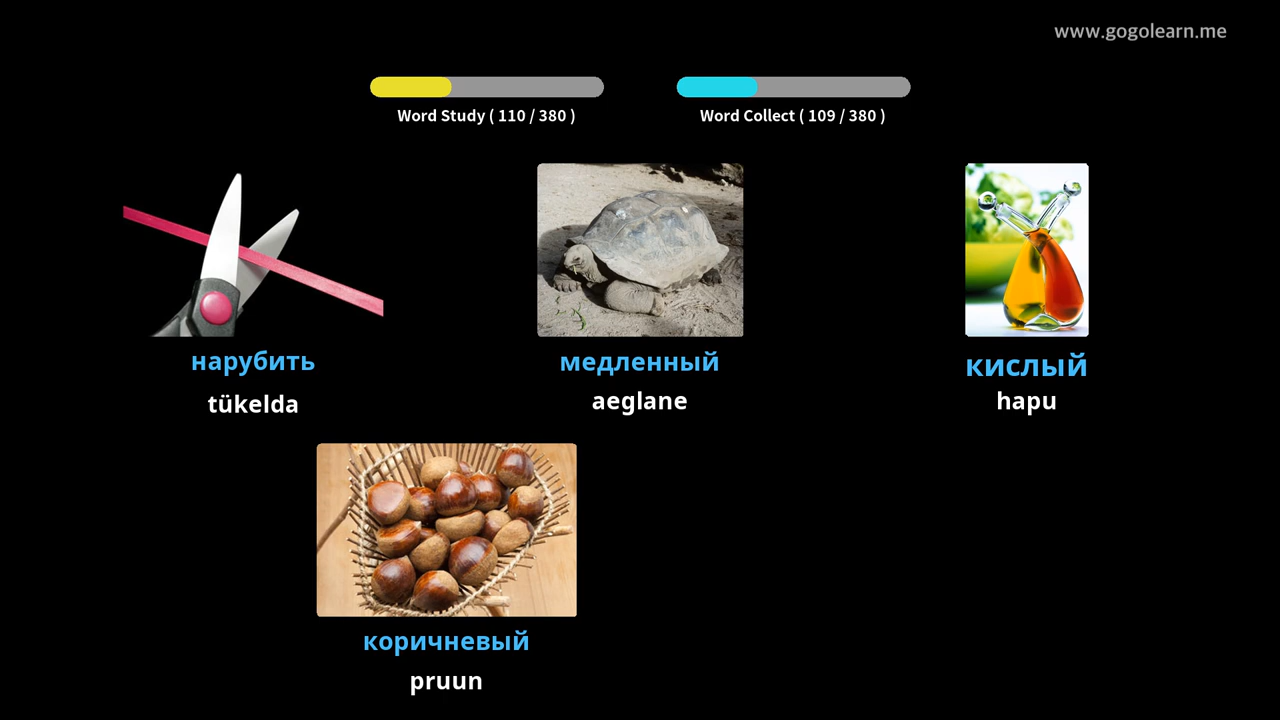 www.gogolearn.me
Word Study ( 110 / 380 )
Word Collect ( 109 / 380 )
нарубить
tükelda
медленный
aeglane
кислый
hapu
коричневый
pruun